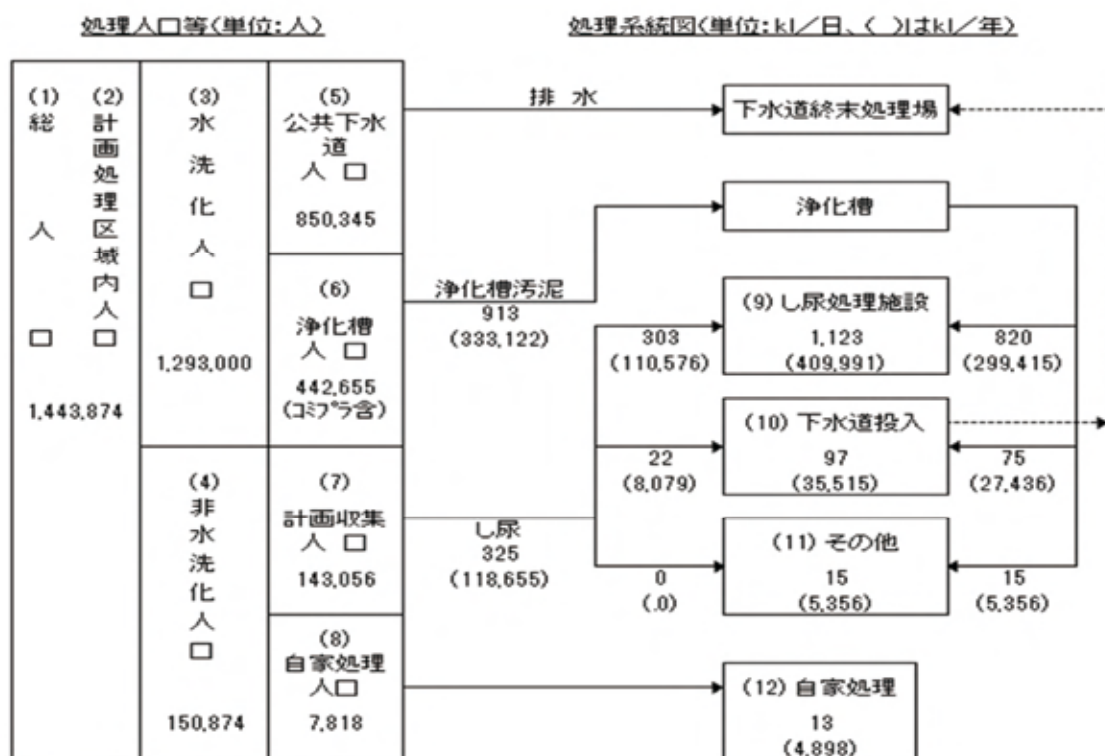 処理人口等(単位:人)
処理系統図(単位:kl/日、( )はkl/年)
(1)
総人口
(2)
計画処理区域内人口
1,443,874
(3)
水洗化人口
1,293,000
(4)
非水洗化人口
150,874
(5)
公共下水
道
人口
850,345
(6)
浄化槽
人口
442,655
(コミプラ含)
(7)
計画収集
人口
143,056
(8)
自家処理
人口
7,818
排水
浄化槽汚泥
913
(333,122)
し尿
325
(118,655)
303
(110,576)
22
(8,079)
0
(.0)
下水道終末処理場
浄化槽
(9)し尿処理施設
1,123
(409,991)
(10)下水道投入
97
(35,515)
(11)その他
15
(5,356)
(12)自家処理
13
(4,898)
820
(299,415)
75
(27,436)
15
(5,356)